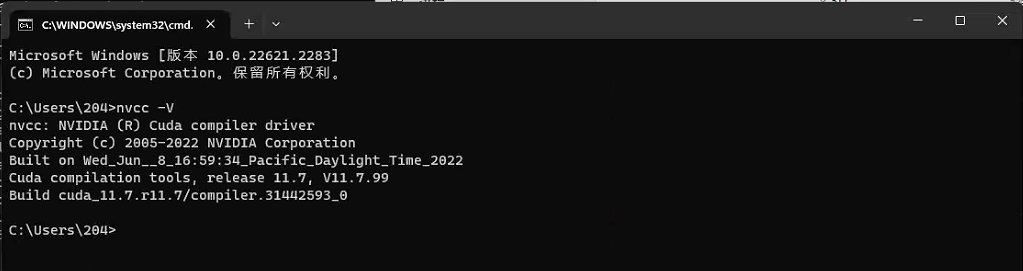 C:\WINDOWS\system32\cmd.
Microsoft Windows [版本 10.0.22621.2283]
(c) Microsoft Corporation。保留所有权利。
C:\Users\204>nvcc -V
nvcc: NVIDIA (R) Cuda compiler driver
Copyright (c) 2005-2022 NVIDIA Corporation
Built on Wed_Jun__8_16:59:34_Pacific_Daylight_Time_2022
Cuda compilation tools, release 11.7, V11.7.99
Build cuda_11.7.r11.7/compiler.31442593_0
C:\Users\204>